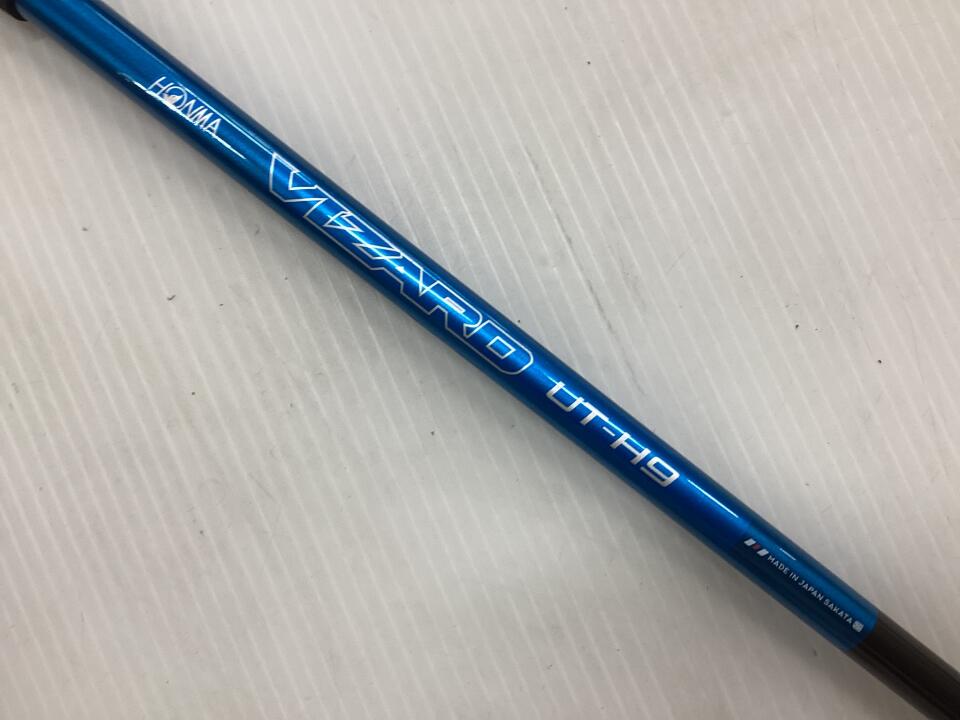 HONMA
VIZARD
UT-H9
MADE IN JAPAN SAKATA